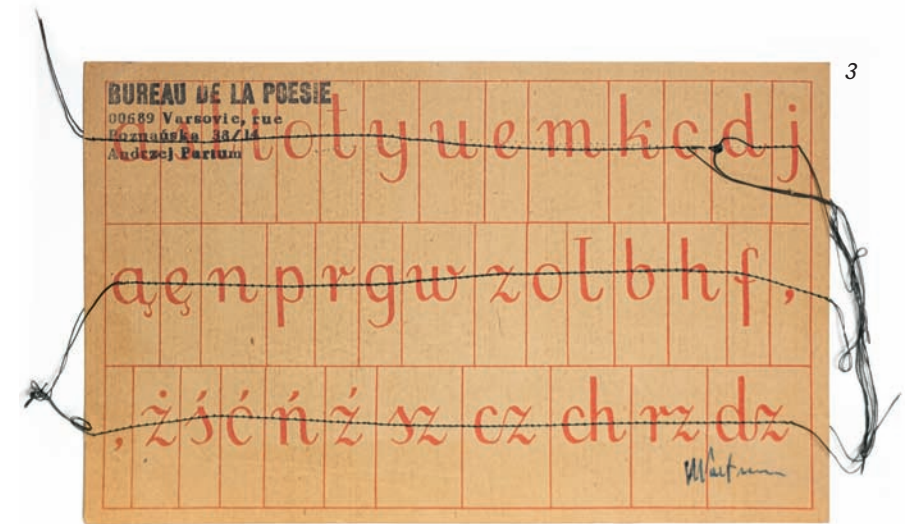 3
BUREAU DE LA POESIE
00689 Varsovie, rue
Poznańska 38/14
Andrzej Partum
o t y u e m k c d j
ą ę n p r g w z o ł b h f ,
, ż ś ć ń ź sz cz ch rz dz